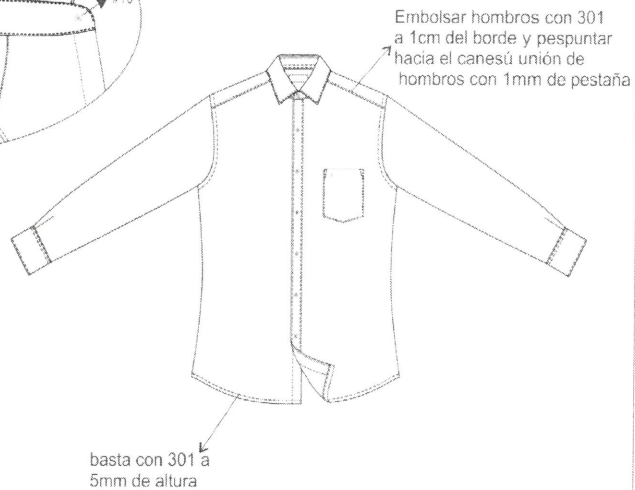 Embolsar hombros con 301
a 1cm del borde y pespuntar
hacia el canesú unión de
hombros con 1mm de pestaña
basta con 301 a
5mm de altura